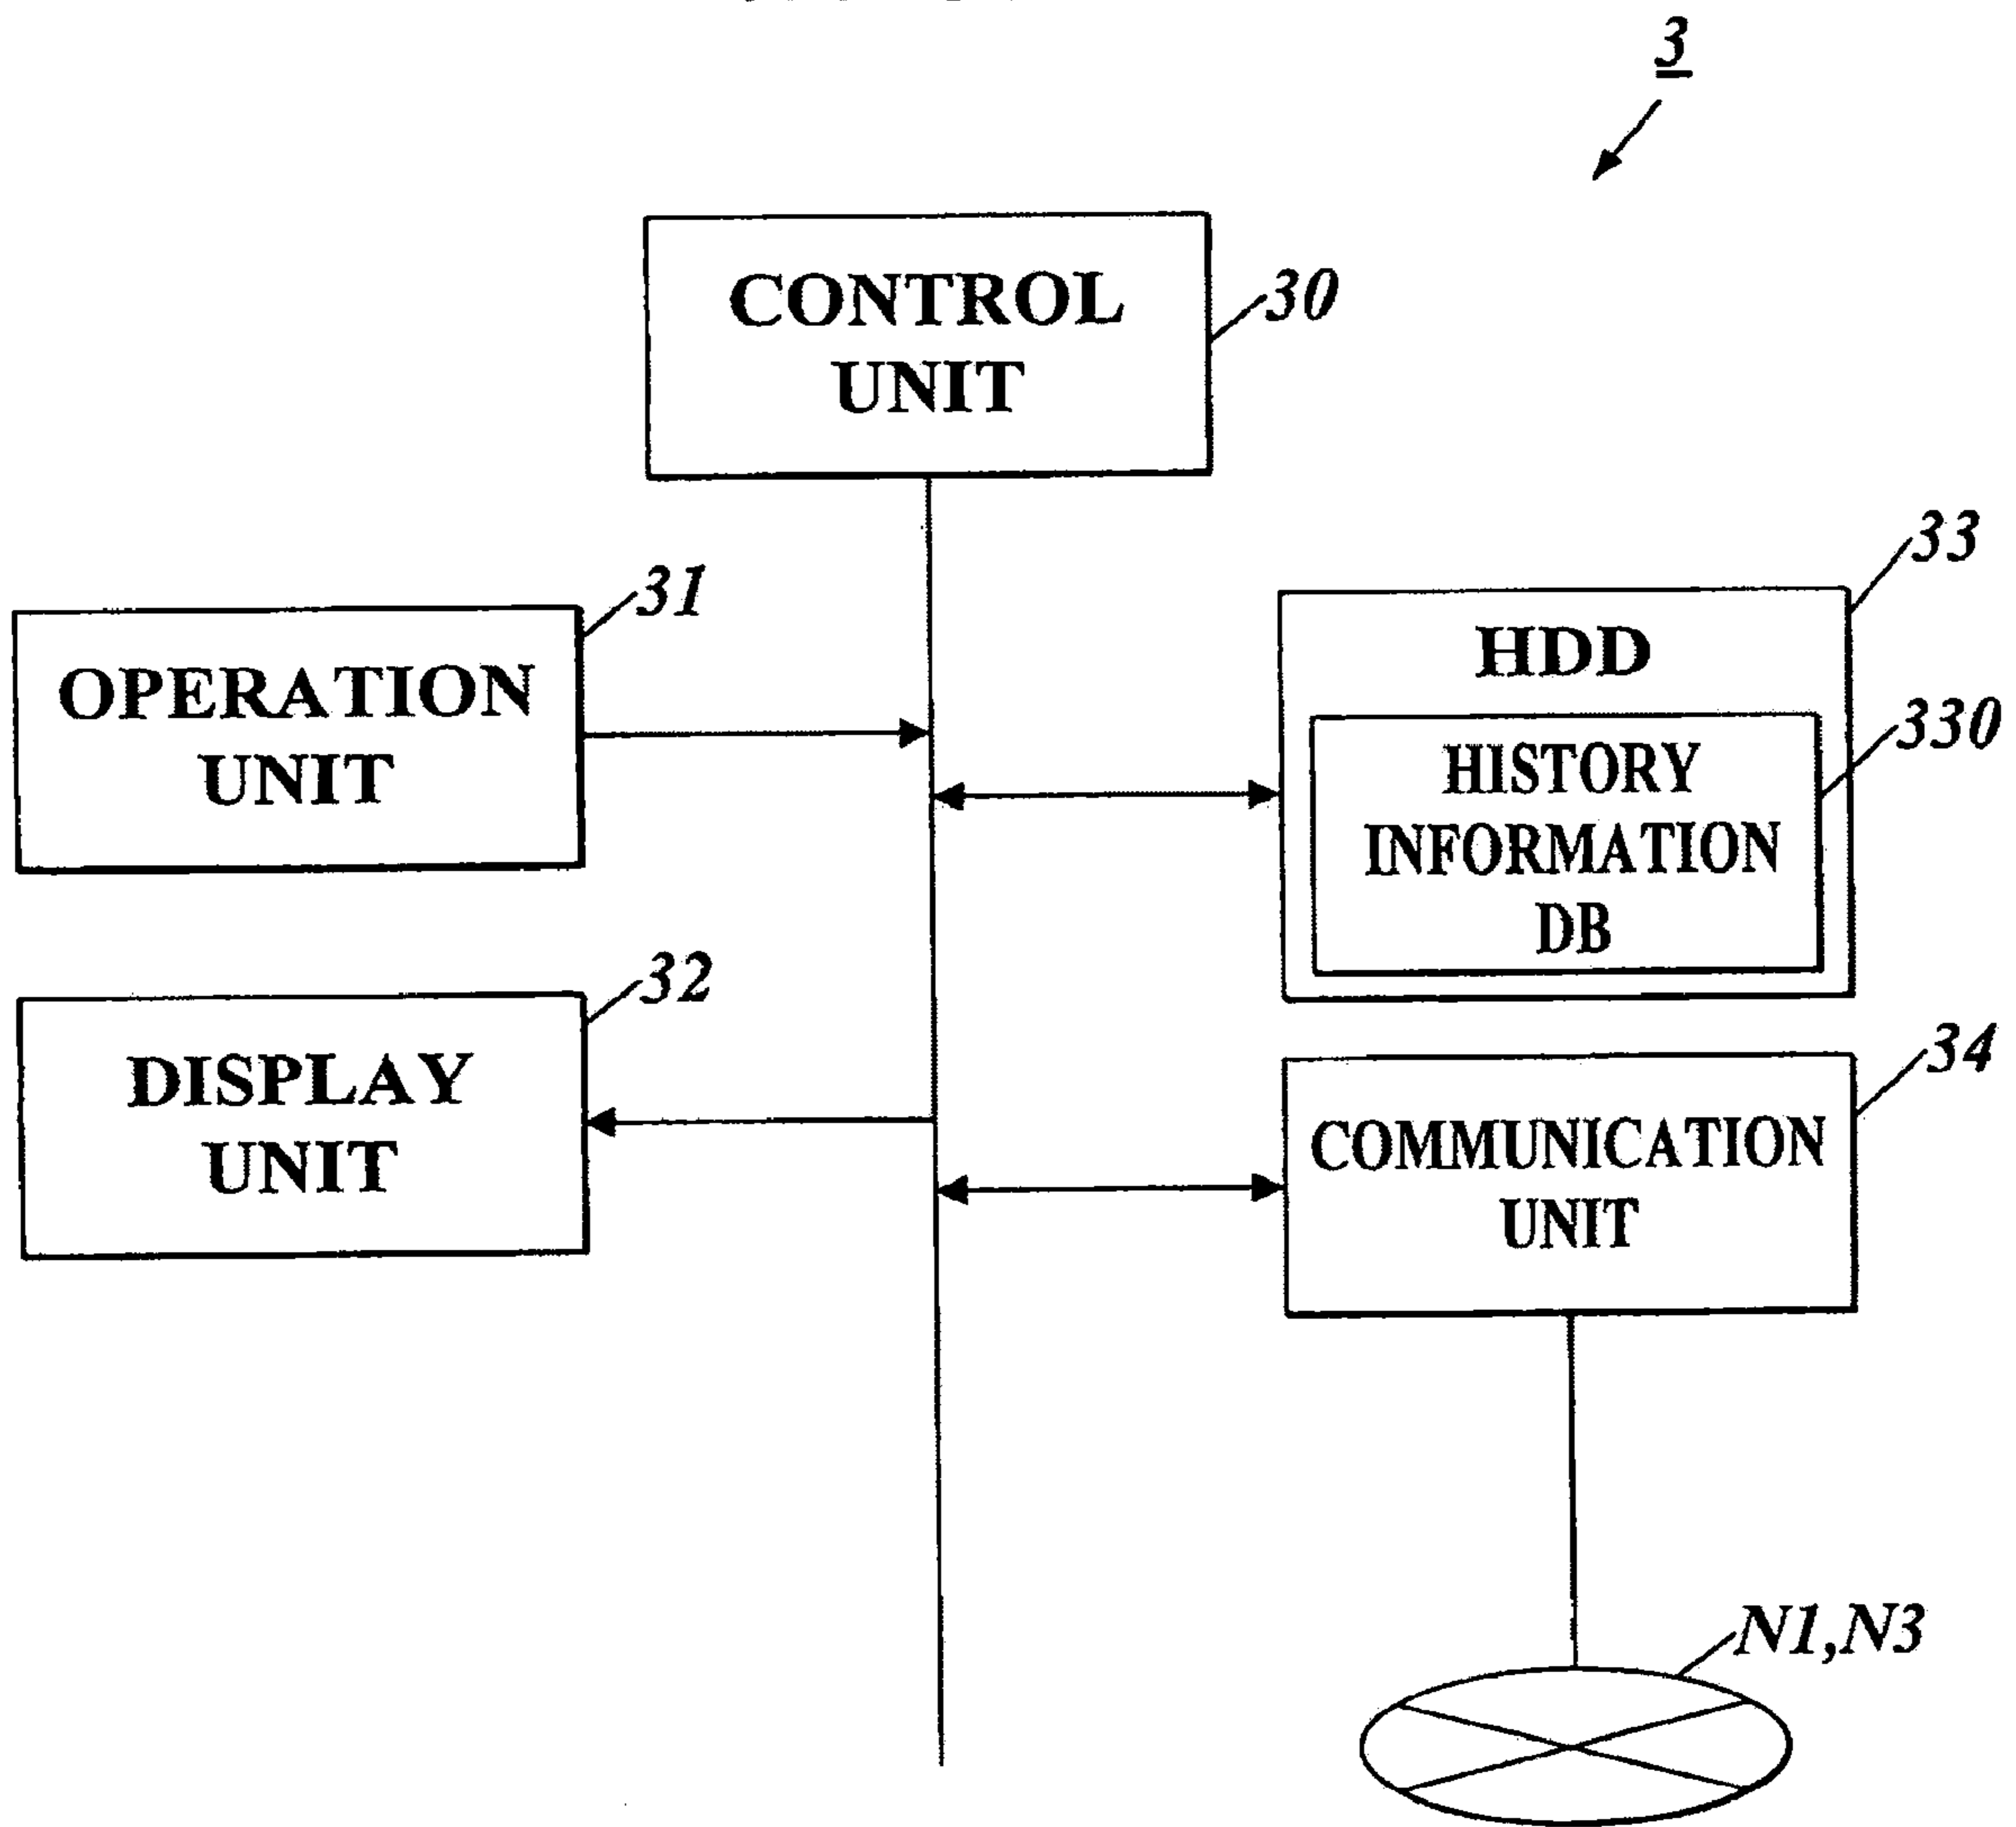 3
CONTROL
UNIT
30
31
OPERATION
UNIT
33
HDD
330
HISTORY
INFORMATION
DB
32
DISPLAY
UNIT
34
COMMUNICATION
UNIT
N1,N3